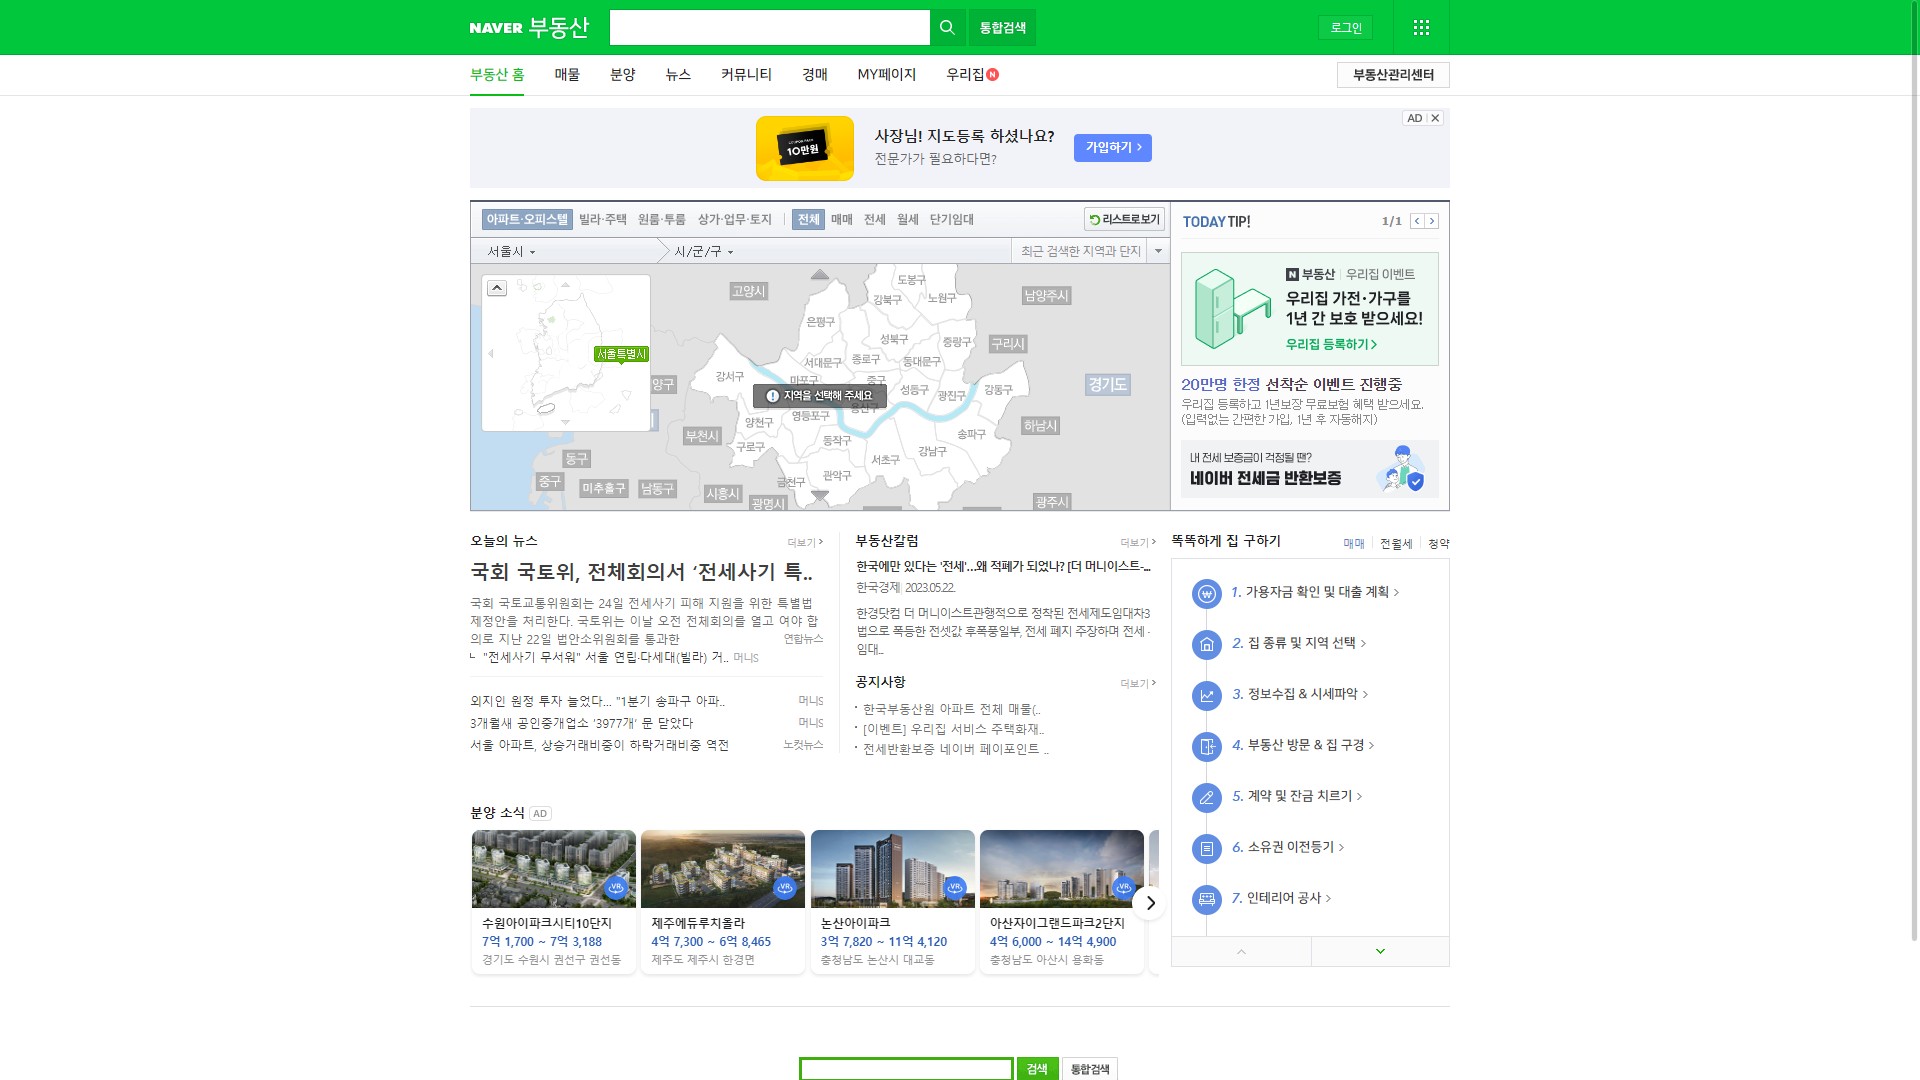 NAVER 부동산
통합검색
로그인
부동산 홈 매물 분양 뉴스 커뮤니티 경매 MY페이지 우리집 N
부동산관리센터
COUPON PACK
10만원
사장님! 지도등록 하셨나요?
전문가가 필요하다면?
가입하기
AD
아파트·오피스텔 빌라·주택 원룸·투룸 상가·업무·토지 전체 매매 전세 월세 단기임대
리스트로보기
서울시
시/군/구
최근 검색한 지역과 단지
서울특별시
고양시
남양주시
구리시
경기도
하남시
광주시
양구
부천시
동구
중구
미추홀구
남동구
시흥시
광명시
도봉구
강북구
노원구
은평구
성북구
중랑구
서대문구
종로구
동대문구
강서구
마포구
중구
성동구
광진구
강동구
지역을 선택해 주세요
용산구
영등포구
양천구
구로구
동작구
송파구
강남구
서초구
관악구
금천구
TODAY TIP!
1/1
N 부동산 우리집 이벤트
우리집 가전·가구를
1년 간 보호 받으세요!
우리집 등록하기
20만명 한정 선착순 이벤트 진행중
우리집 등록하고 1년보장 무료보험 혜택 받으세요.
(입력없는 간편한 가입, 1년 후 자동해지)
내 전세 보증금이 걱정될 땐?
네이버 전세금 반환보증
오늘의 뉴스
더보기
국회 국토위, 전체회의서 ‘전세사기 특..
국회 국토교통위원회는 24일 전세사기 피해 지원을 위한 특별법
제정안을 처리한다. 국토위는 이날 오전 전체회의를 열고 여야 합
의로 지난 22일 법안소위원회를 통과한
연합뉴스
"전세사기 무서워" 서울 연립·다세대(빌라) 거.. 머니S
외지인 원정 투자 늘었다... "1분기 송파구 아파.. 머니S
3개월새 공인중개업소 '3977개' 문 닫았다 머니S
서울 아파트, 상승거래비중이 하락거래비중 역전 노컷뉴스
부동산칼럼
더보기
한국에만 있다는 '전세'…왜 적폐가 되었나? [더 머니이스트-...
한국경제 2023.05.22.
한경닷컴 더 머니이스트관행적으로 정착된 전세제도임대차3
법으로 폭등한 전셋값 후폭풍일부, 전세 폐지 주장하며 전세 ·
임대...
공지사항
더보기
한국부동산원 아파트 전체 매물(..
[이벤트] 우리집 서비스 주택화재..
전세반환보증 네이버 페이포인트 ..
똑똑하게 집 구하기
매매 전월세 청약
1. 가용자금 확인 및 대출 계획
2. 집 종류 및 지역 선택
3. 정보수집 & 시세파악
4. 부동산 방문 & 집 구경
5. 계약 및 잔금 치르기
6. 소유권 이전등기
7. 인테리어 공사
분양 소식 AD
VR
VR
VR
VR
수원아이파크시티10단지
7억 1,700 ~ 7억 3,188
경기도 수원시 권선구 권선동
제주에듀루치올라
4억 7,300 ~ 6억 8,465
제주도 제주시 한경면
논산아이파크
3억 7,820 ~ 11억 4,120
충청남도 논산시 대교동
아산자이그랜드파크2단지
4억 6,000 ~ 14억 4,900
충청남도 아산시 용화동
검색
통합검색